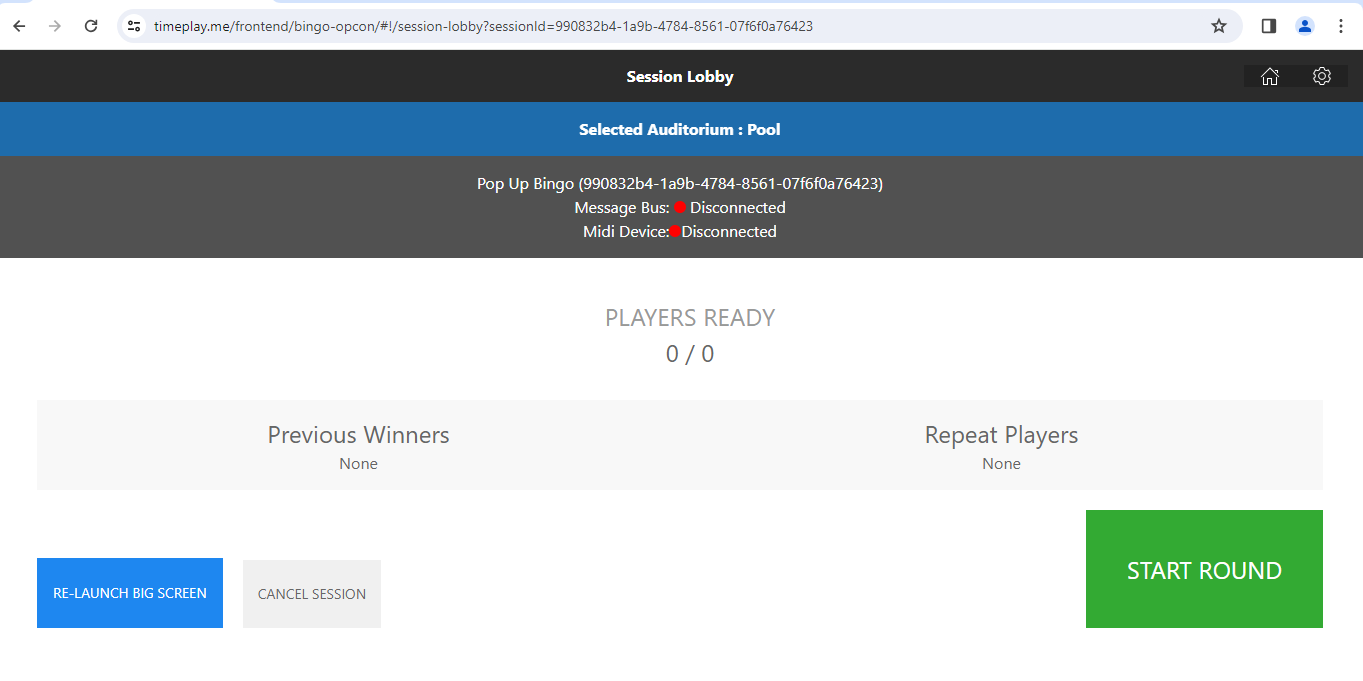 timeplay.me/frontend/bingo-opcon/#!/session-lobby?sessionId=990832b4-1a9b-4784-8561-07f6f0a76423
Session Lobby
Selected Auditorium : Pool
Pop Up Bingo (990832b4-1a9b-4784-8561-07f6f0a76423)
Message Bus: Disconnected
Midi Device: Disconnected
PLAYERS READY
0 / 0
Previous Winners
None
Repeat Players
None
RE-LAUNCH BIG SCREEN
CANCEL SESSION
START ROUND